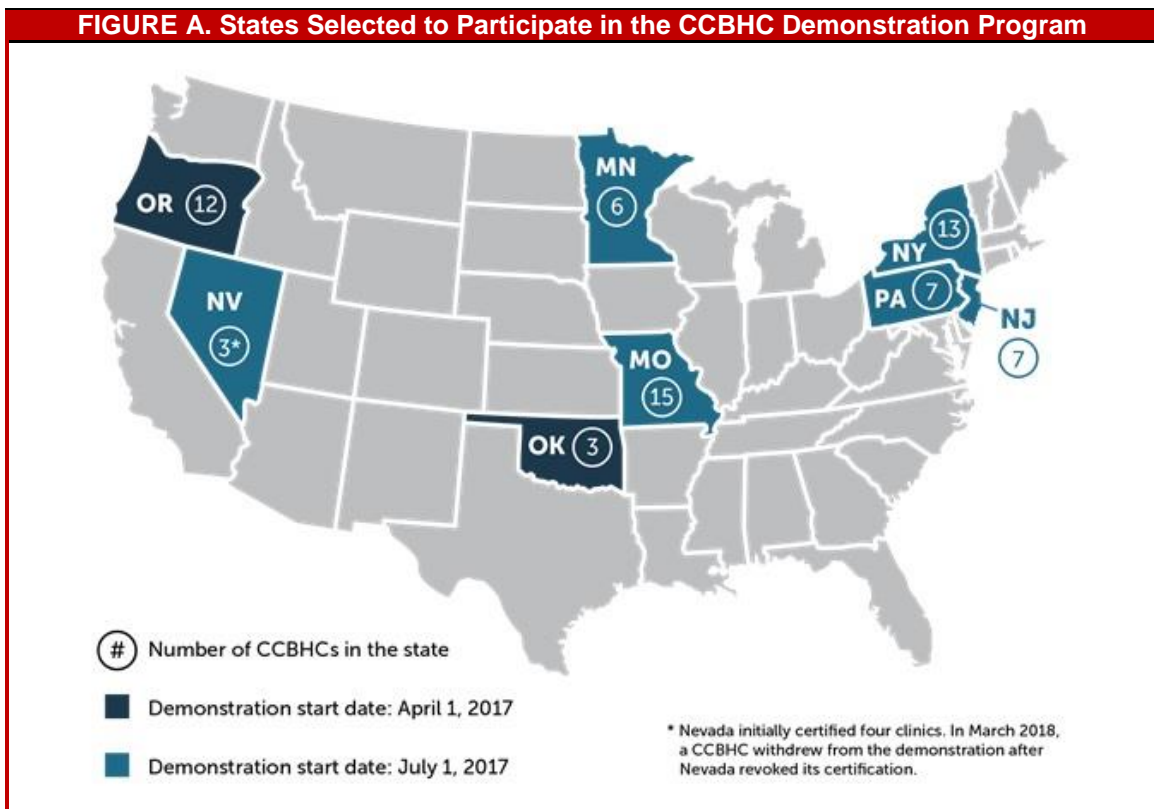 FIGURE A. States Selected to Participate in the CCBHC Demonstration Program
OR 12
MN
6
NY 13
NV
3*
PA 7
NJ
7
MO
15
OK 3
# Number of CCBHCs in the state
Demonstration start date: April 1, 2017
Demonstration start date: July 1, 2017
* Nevada initially certified four clinics. In March 2018,
a CCBHC withdrew from the demonstration after
Nevada revoked its certification.